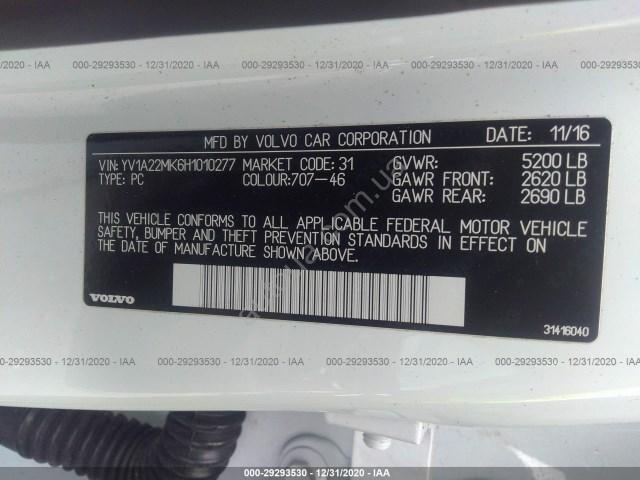 000-29293530 - 12/31/2020 - IAA
MFD BY VOLVO CAR CORPORATION DATE: 11/16
VIN: YV1A22MK6H1010277 MARKET CODE: 31 GVWR: 5200 LB
TYPE: PC COLOUR:707-46 GAWR FRONT: 2620 LB
GAWR REAR: 2690 LB
THIS VEHICLE CONFORMS TO ALL APPLICABLE FEDERAL MOTOR VEHICLE
SAFETY, BUMPER AND THEFT PREVENTION STANDARDS IN EFFECT ON
THE DATE OF MANUFACTURE SHOWN ABOVE.
VOLVO
31416040
000-29293530 - 12/31/2020 - IAA
000-29293530 - 12/31/2020 - IAA